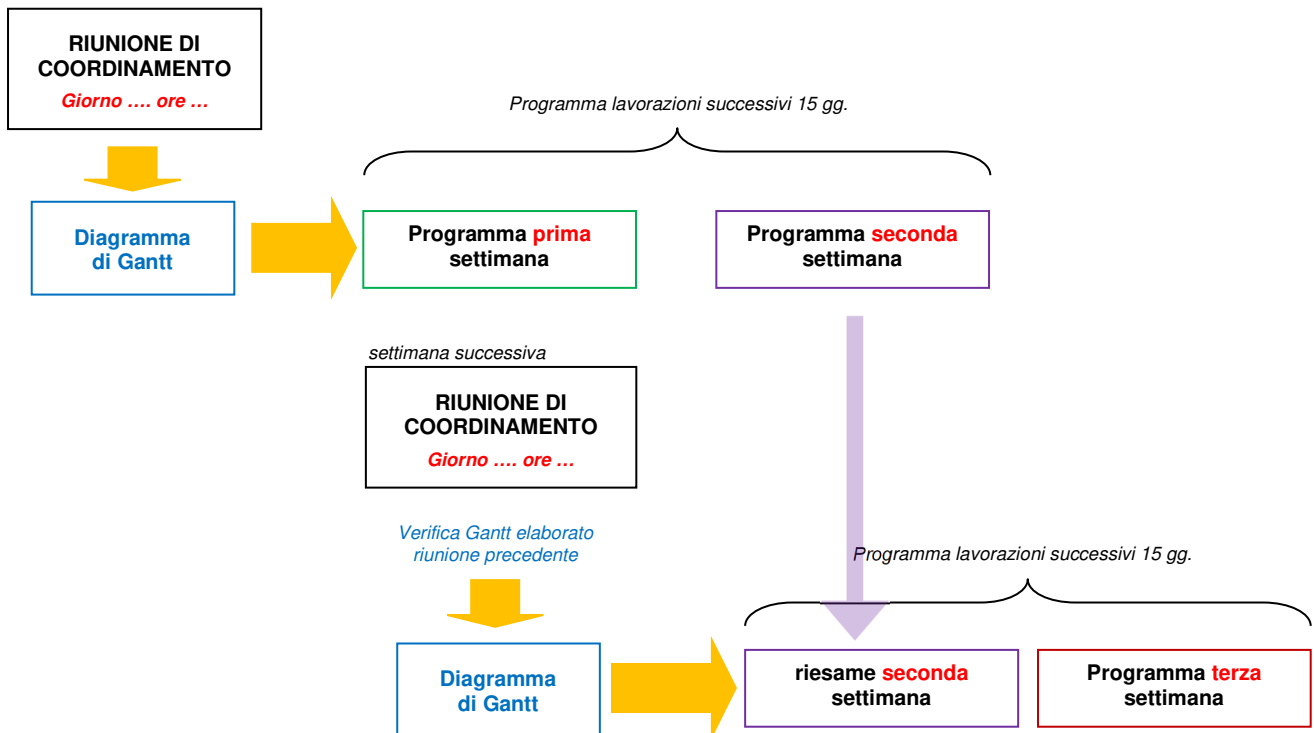 RIUNIONE DI
COORDINAMENTO
Giorno …. ore …
Programma lavorazioni successivi 15 gg.
Diagramma
di Gantt
Programma prima
settimana
Programma seconda
settimana
settimana successiva
RIUNIONE DI
COORDINAMENTO
Giorno …. ore …
Verifica Gantt elaborato
riunione precedente
Programma lavorazioni successivi 15 gg.
Diagramma
di Gantt
riesame seconda
settimana
Programma terza
settimana